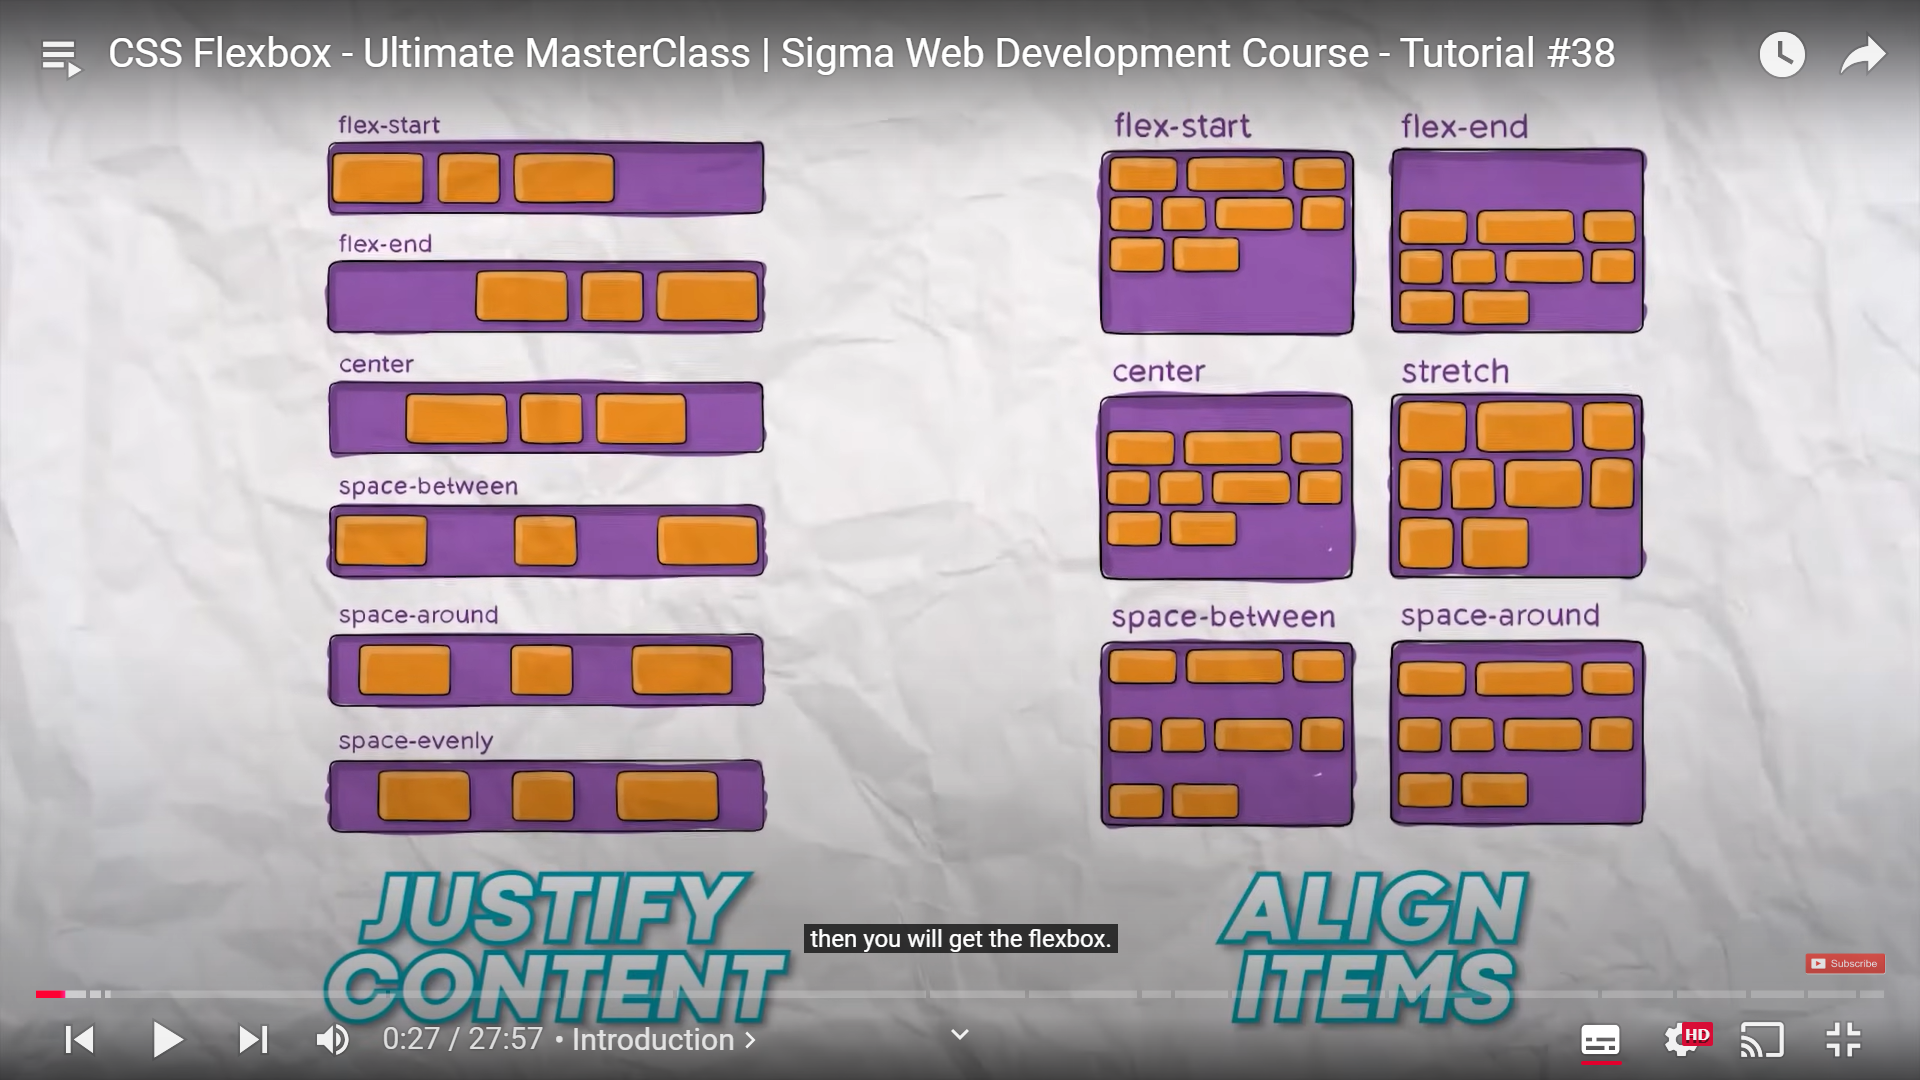 CSS Flexbox - Ultimate MasterClass | Sigma Web Development Course - Tutorial #38
flex-start
flex-end
center
space-between
space-around
space-evenly
JUSTIFY
CONTENT
flex-start
flex-end
center
stretch
space-between
space-around
ALIGN
ITEMS
then you will get the flexbox.
Subscribe
0:27 / 27:57 • Introduction
HD